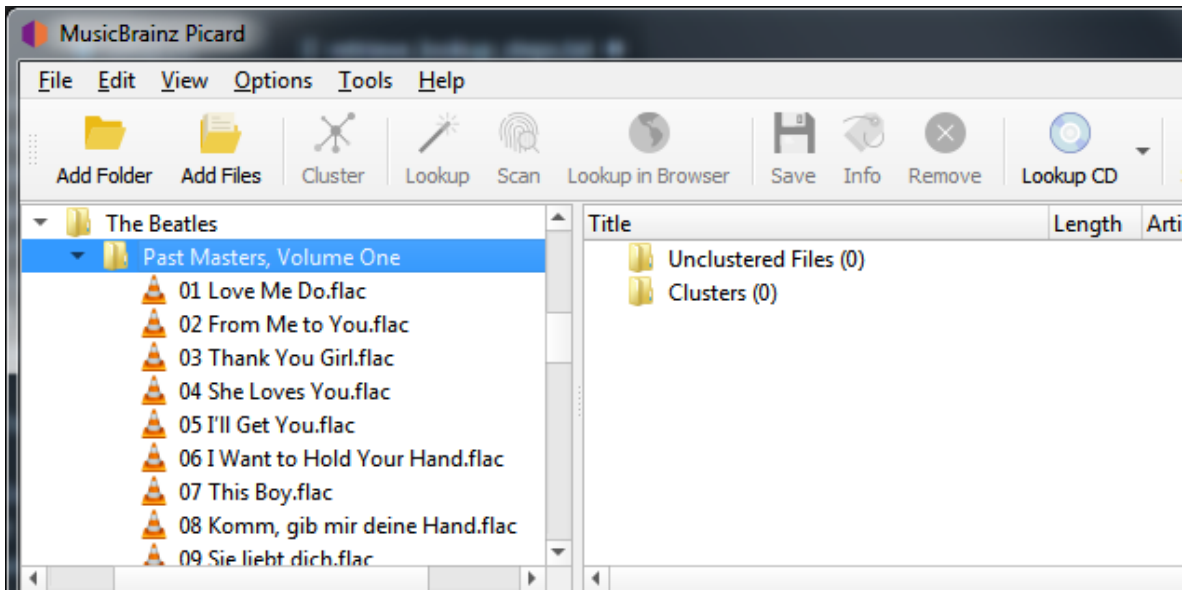 MusicBrainz Picard
File Edit View Options Tools Help
Add Folder Add Files Cluster Lookup Scan Lookup in Browser Save Info Remove Lookup CD
The Beatles
Past Masters, Volume One
01 Love Me Do.flac
02 From Me to You.flac
03 Thank You Girl.flac
04 She Loves You.flac
05 I'll Get You.flac
06 I Want to Hold Your Hand.flac
07 This Boy.flac
08 Komm, gib mir deine Hand.flac
09 Sie liebt dich.flac
Title Length Arti
Unclustered Files (0)
Clusters (0)